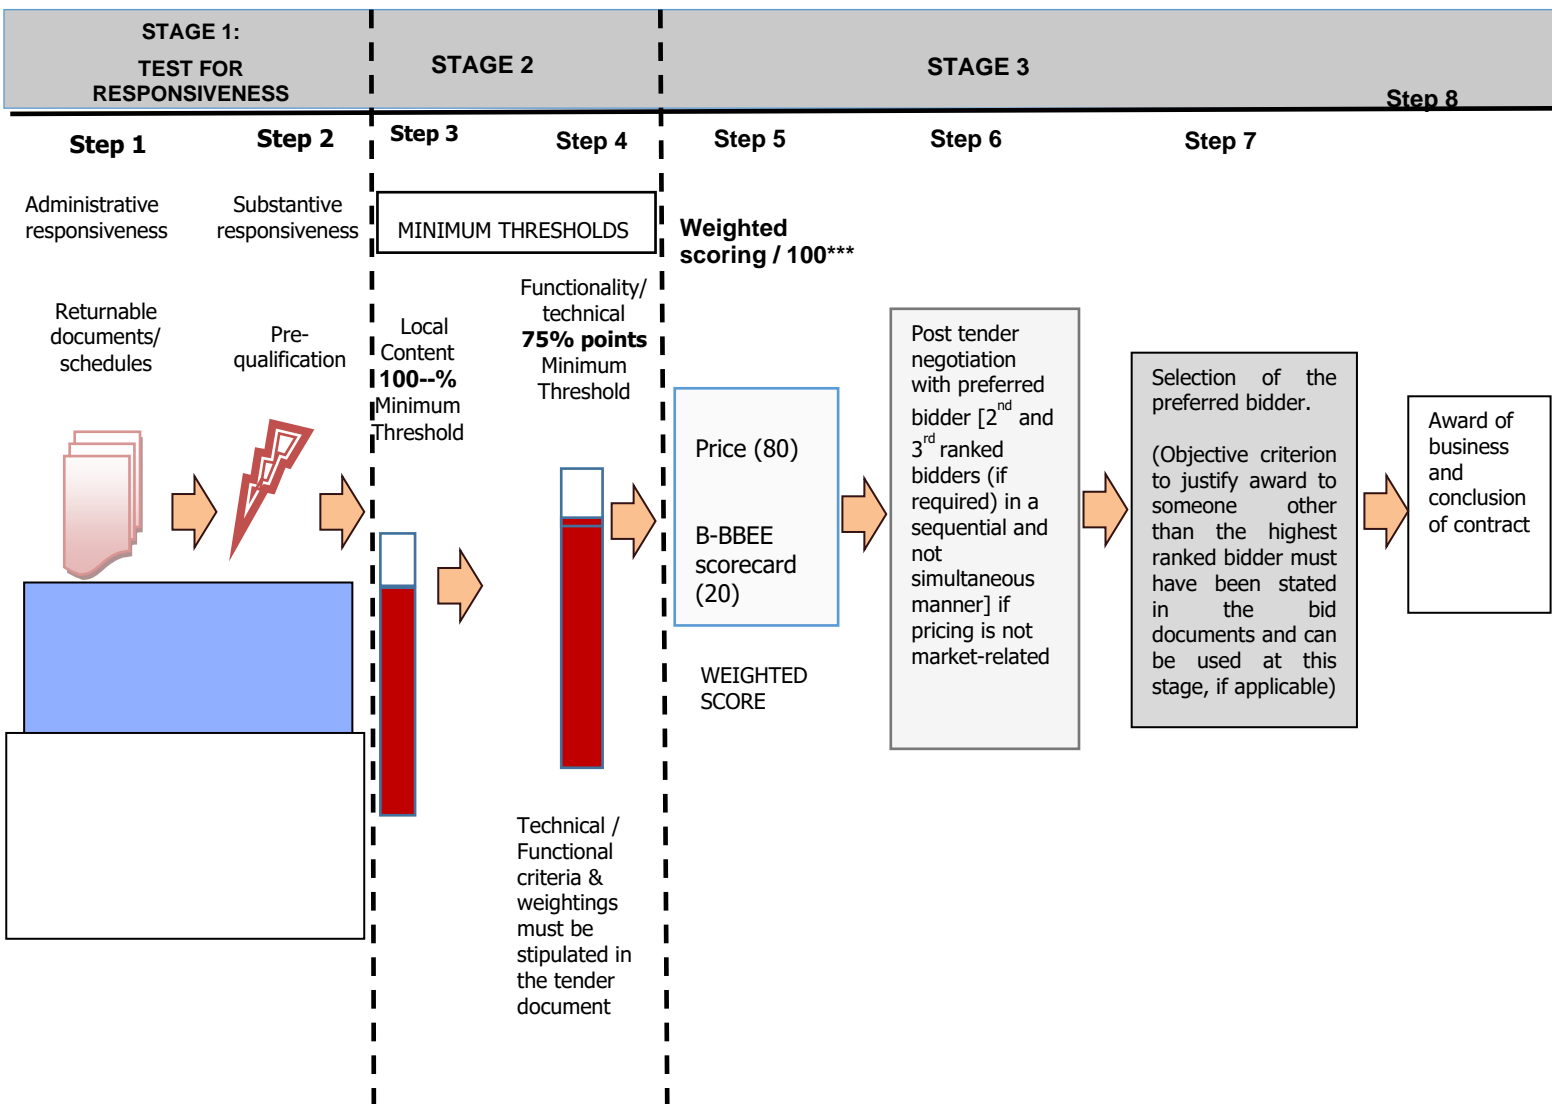 STAGE 1:
TEST FOR
RESPONSIVENESS
STAGE 2
STAGE 3
Step 8
Step 1
Step 2
Step 3
Step 4
Step 5
Step 6
Step 7
Administrative
responsiveness
Substantive
responsiveness
MINIMUM THRESHOLDS
Weighted
scoring / 100***
Returnable
documents/
schedules
Pre-
qualification
Local
Content
100--%
Minimum
Threshold
Functionality/
technical
75% points
Minimum
Threshold
Technical /
Functional
criteria &
weightings
must be
stipulated in
the tender
document
Price (80)
B-BBEE
scorecard
(20)
WEIGHTED
SCORE
Post tender
negotiation
with preferred
bidder [2nd and
3rd ranked
bidders (if
required) in a
sequential and
not
simultaneous
manner] if
pricing is not
market-related
Selection of the
preferred bidder.
(Objective criterion
to justify award to
someone other
than the highest
ranked bidder must
have been stated
in the bid
documents and can
be used at this
stage, if applicable)
Award of
business
and
conclusion
of contract